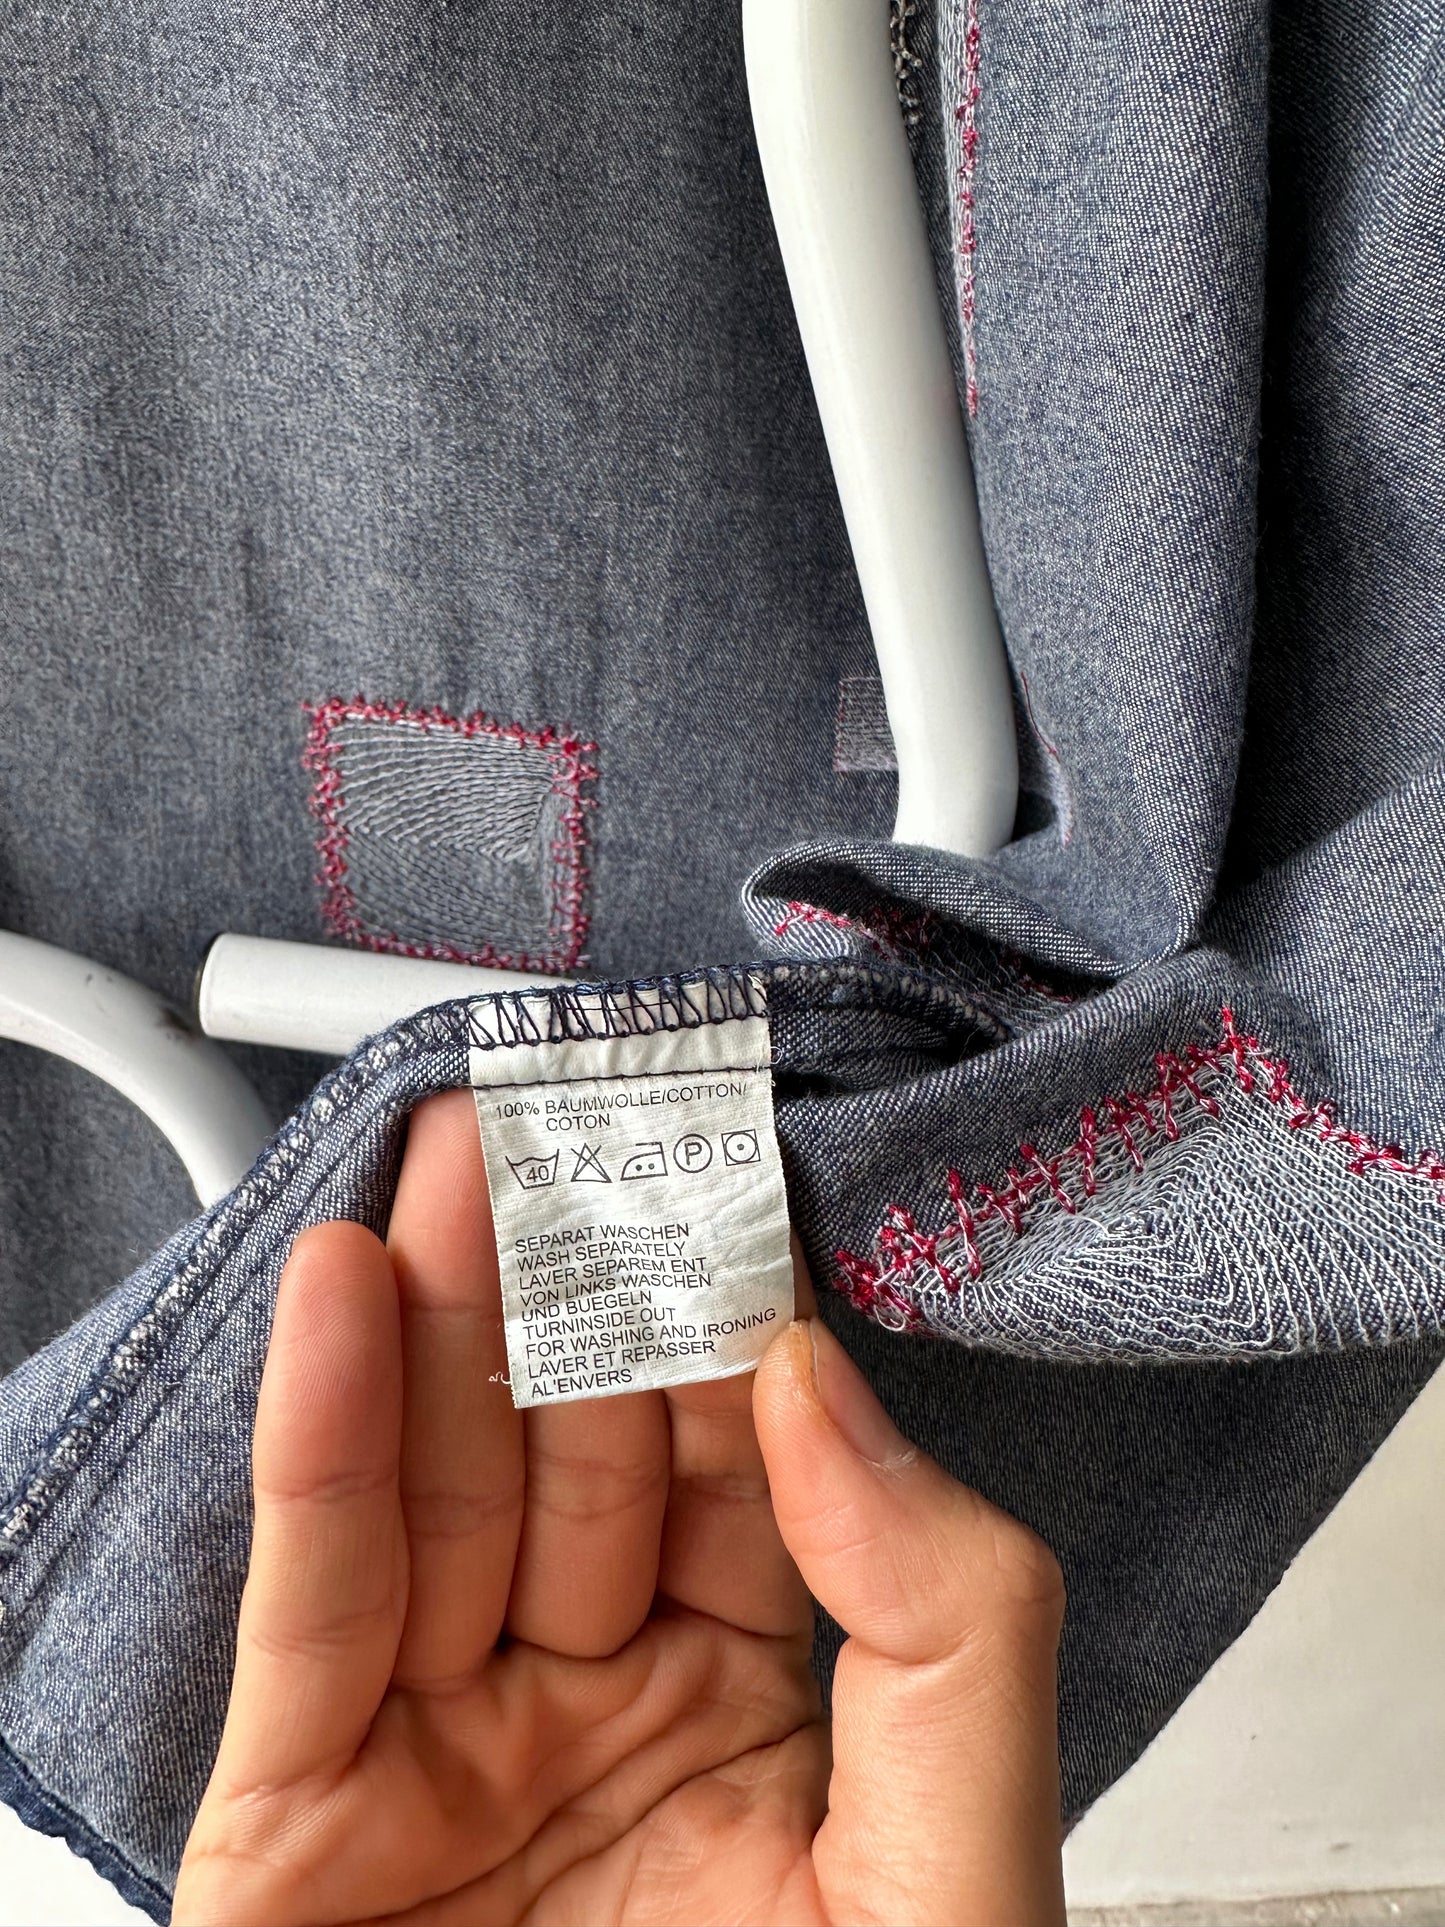 100% BAUMWOLLE/COTTON/
COTON
40 P
SEPARAT WASCHEN
WASH SEPARATELY
LAVER SEPAREM ENT
VON LINKS WASCHEN
UND BUEGELN
TURNINSIDE OUT
FOR WASHING AND IRONING
LAVER ET REPASSER
AL'ENVERS